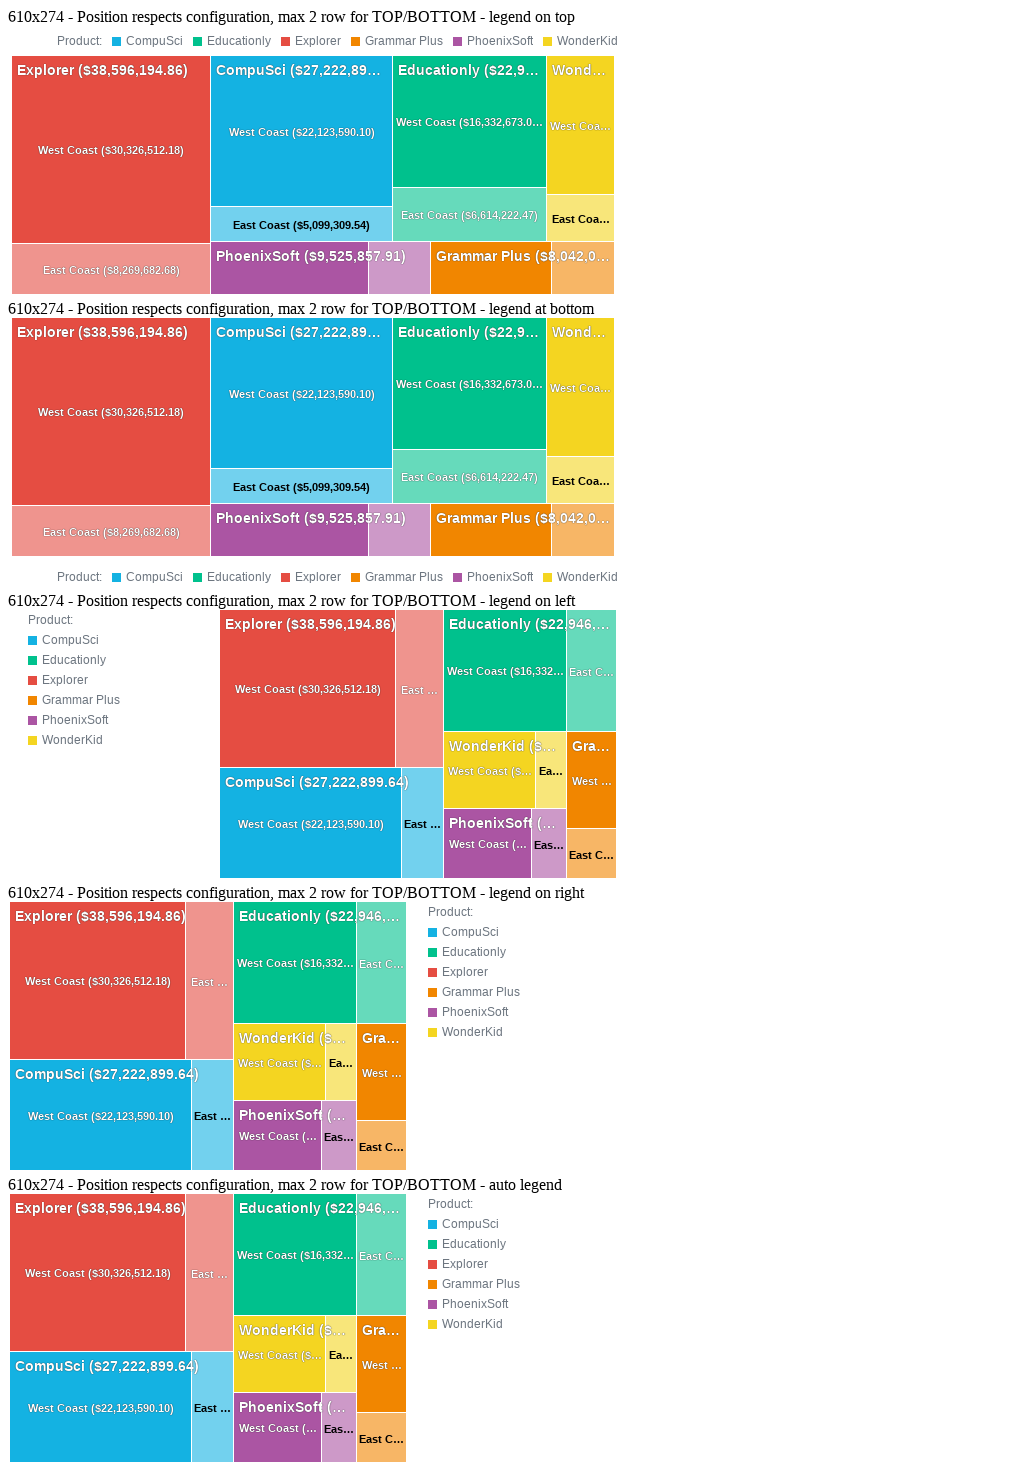 610x274 - Position respects configuration, max 2 row for TOP/BOTTOM - legend on top
Product: CompuSci Educationly Explorer Grammar Plus PhoenixSoft WonderKid
Explorer ($38,596,194.86) CompuSci ($27,222,89… Educationly ($22,9… Wond…
West Coast ($30,326,512.18) West Coast ($22,123,590.10) West Coast ($16,332,673.0… West Coa…
East Coast ($8,269,682.68) East Coast ($5,099,309.54) East Coast ($6,614,222.47) East Coa…
PhoenixSoft ($9,525,857.91) Grammar Plus ($8,042,0…
610x274 - Position respects configuration, max 2 row for TOP/BOTTOM - legend at bottom
Explorer ($38,596,194.86) CompuSci ($27,222,89… Educationly ($22,9… Wond…
West Coast ($30,326,512.18) West Coast ($22,123,590.10) West Coast ($16,332,673.0… West Coa…
East Coast ($8,269,682.68) East Coast ($5,099,309.54) East Coast ($6,614,222.47) East Coa…
PhoenixSoft ($9,525,857.91) Grammar Plus ($8,042,0…
Product: CompuSci Educationly Explorer Grammar Plus PhoenixSoft WonderKid
610x274 - Position respects configuration, max 2 row for TOP/BOTTOM - legend on left
Product:
CompuSci
Educationly
Explorer
Grammar Plus
PhoenixSoft
WonderKid
Explorer ($38,596,194.86)
West Coast ($30,326,512.18) East …
CompuSci ($27,222,899.64)
West Coast ($22,123,590.10) East …
Educationly ($22,946,…
West Coast ($16,332… East C…
WonderKid ($…
West Coast ($… Ea…
PhoenixSoft (…
West Coast (… Eas…
Gra…
West …
East C…
610x274 - Position respects configuration, max 2 row for TOP/BOTTOM - legend on right
Explorer ($38,596,194.86)
West Coast ($30,326,512.18) East …
CompuSci ($27,222,899.64)
West Coast ($22,123,590.10) East …
Educationly ($22,946,…
West Coast ($16,332… East C…
WonderKid ($…
West Coast ($… Ea…
PhoenixSoft (…
West Coast (… Eas…
Gra…
West …
East C…
Product:
CompuSci
Educationly
Explorer
Grammar Plus
PhoenixSoft
WonderKid
610x274 - Position respects configuration, max 2 row for TOP/BOTTOM - auto legend
Explorer ($38,596,194.86)
West Coast ($30,326,512.18) East …
CompuSci ($27,222,899.64)
West Coast ($22,123,590.10) East …
Educationly ($22,946,…
West Coast ($16,332… East C…
WonderKid ($…
West Coast ($… Ea…
PhoenixSoft (…
West Coast (… Eas…
Gra…
West …
East C…
Product:
CompuSci
Educationly
Explorer
Grammar Plus
PhoenixSoft
WonderKid